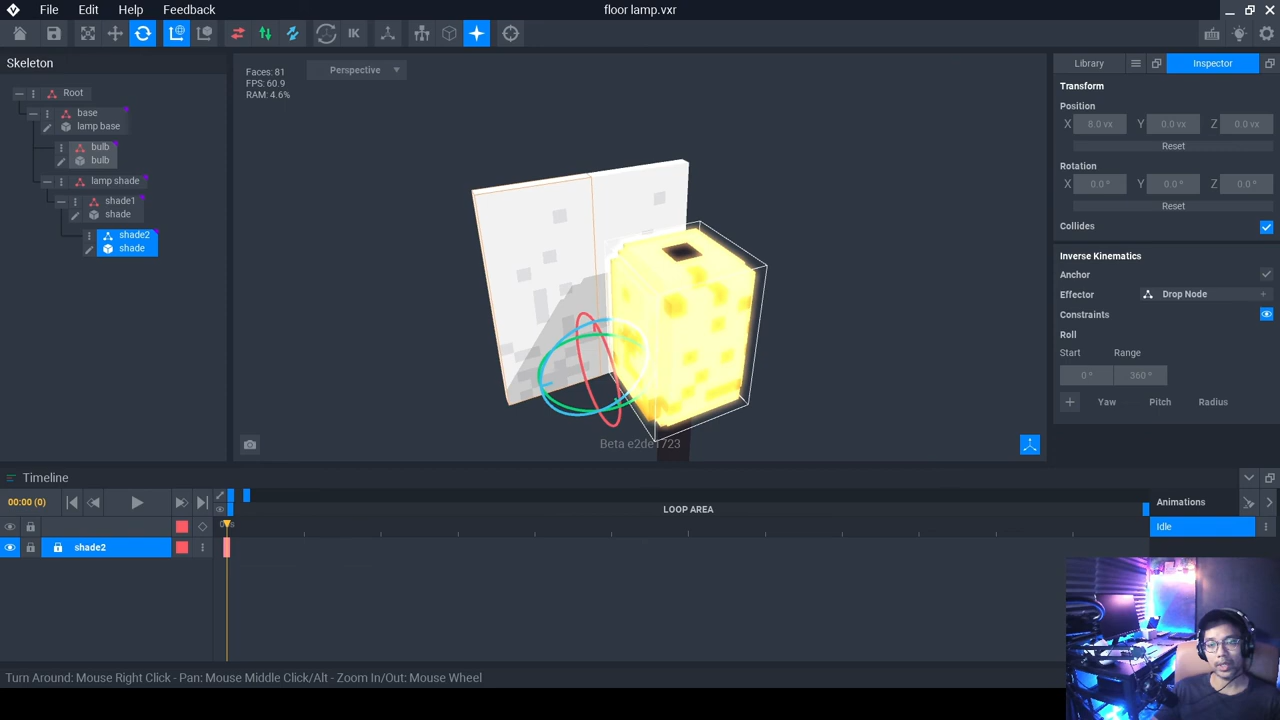 File Edit Help Feedback
floor lamp.vxr
IK
Skeleton
Root
base
lamp base
bulb
bulb
lamp shade
shade1
shade
shade2
shade
Faces: 81
FPS: 60.9
RAM: 4.6%
Perspective
Beta e2de1723
Library
Inspector
Transform
Position
X 8.0 vx Y 0.0 vx Z 0.0 vx
Reset
Rotation
X 0.0 ° Y 0.0 ° Z 0.0 °
Reset
Collides
Inverse Kinematics
Anchor
Effector Drop Node +
Constraints
Roll
Start Range
0 ° 360 °
+ Yaw Pitch Radius
Timeline
00:00 (0)
LOOP AREA
Animations
Idle
shade2
Turn Around: Mouse Right Click - Pan: Mouse Middle Click/Alt - Zoom In/Out: Mouse Wheel